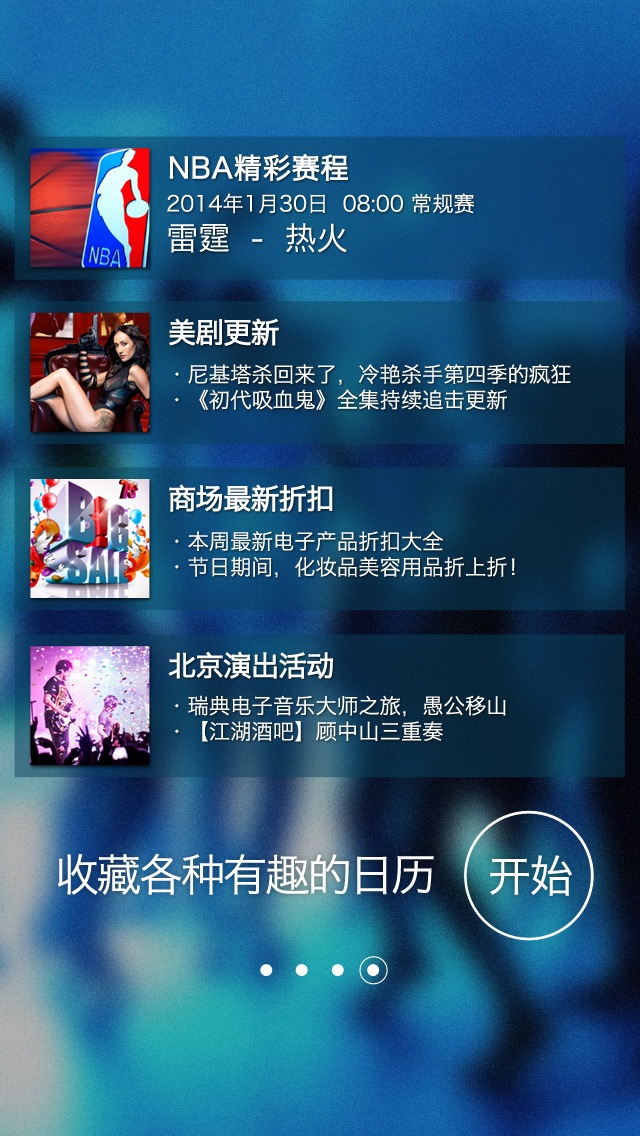 NBA精彩赛程
2014年1月30日 08:00 常规赛
雷霆 - 热火
NBA
美剧更新
· 尼基塔杀回来了，冷艳杀手第四季的疯狂
· 《初代吸血鬼》全集持续追击更新
商场最新折扣
· 本周最新电子产品折扣大全
· 节日期间，化妆品美容用品折上折！
BIG
SALE
北京演出活动
· 瑞典电子音乐大师之旅，愚公移山
· 【江湖酒吧】顾中山三重奏
收藏各种有趣的日历
开始